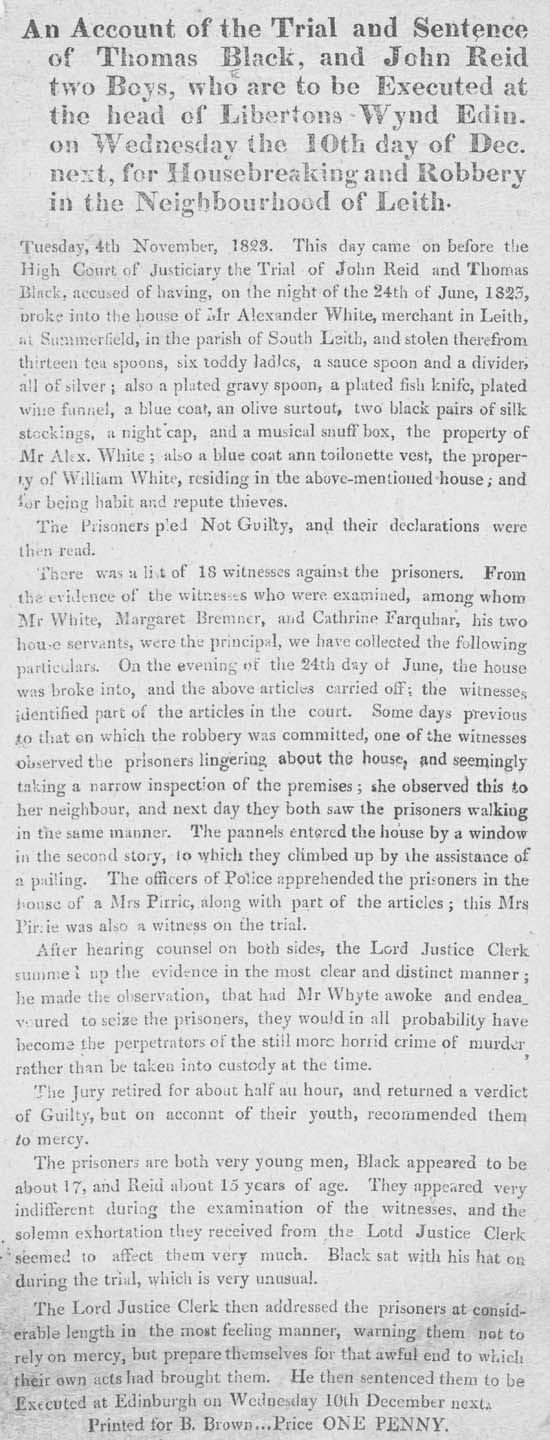 An Account of the Trial and Sentence
of Thomas Black, and John Reid
two Boys, who are to be Executed at
the head of Libertons Wynd Edin.
on Wednesday the 10th day of Dec.
next, for Housebreaking and Robbery
in the Neighbourhood of Leith.
Tuesday, 4th November, 1823. This day came on before the
High Court of Justiciary the Trial of John Reid and Thomas
Black, accused of having, on the night of the 24th of June, 1823,
broke into the house of Mr Alexander White, merchant in Leith,
at Summerfield, in the parish of South Leith, and stolen therefrom
thirteen tea spoons, six toddy ladles, a sauce spoon and a divider,
all of silver; also a plated gravy spoon, a plated fish knife, plated
wine funnel, a blue coat, an olive surtout, two black pairs of silk
stockings, a night cap, and a musical snuff box, the property of
Mr Alex. White; also a blue coat ann toilonette vest, the proper-
ty of William White, residing in the above-mentioned house; and
for being habit and repute thieves.
The Prisoners pled Not Guilty, and their declarations were
then read.
There was a list of 18 witnesses against the prisoners. From
the evidence of the witnesses who were examined, among whom
Mr White, Margaret Bremner, and Cathrine Farquhar, his two
house servants, were the principal, we have collected the following
particulars. On the evening of the 24th day of June, the house
was broke into, and the above articles carried off; the witnesses
identified part of the articles in the court. Some days previous
to that on which the robbery was committed, one of the witnesses
observed the prisoners lingering about the house, and seemingly
taking a narrow inspection of the premises; she observed this to
her neighbour, and next day they both saw the prisoners walking
in the same manner. The pannels entered the house by a window
in the second story, to which they climbed up by the assistance of
a pailing. The officers of Police apprehended the prisoners in the
house of a Mrs Pirrie, along with part of the articles; this Mrs
Pirrie was also a witness on the trial.
After hearing counsel on both sides, the Lord Justice Clerk
summed up the evidence in the most clear and distinct manner;
he made the observation, that had Mr Whyte awoke and endea-
voured to seize the prisoners, they would in all probability have
become the perpetrators of the still more horrid crime of murder,
rather than be taken into custody at the time.
The Jury retired for about half au hour, and returned a verdict
of Guilty, but on acconnt of their youth, recommended them
to mercy.
The prisoners are both very young men, Black appeared to be
about 17, and Reid about 15 years of age. They appeared very
indifferent during the examination of the witnesses, and the
solemn exhortation they received from the Lotd Justice Clerk
seemed to affect them very much. Black sat with his hat on
during the trial, which is very unusual.
The Lord Justice Clerk then addressed the prisoners at consid-
erable length in the most feeling manner, warning them not to
rely on mercy, but prepare themselves for that awful end to which
their own acts had brought them. He then sentenced them to be
Executed at Edinburgh on Wednesday 10th December next.
Printed for B. Brown...Price ONE PENNY.